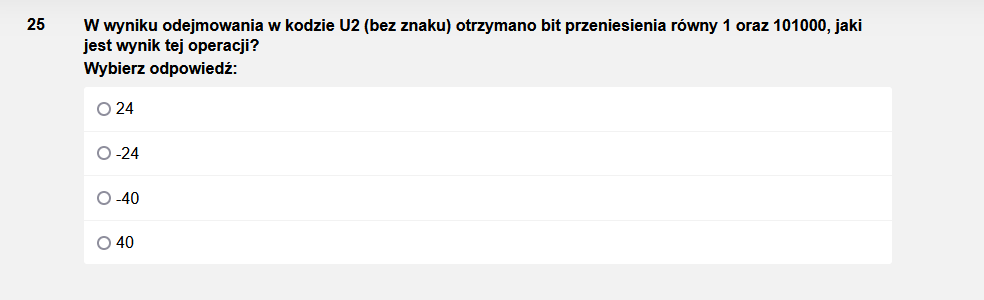 25 W wyniku odejmowania w kodzie U2 (bez znaku) otrzymano bit przeniesienia równy 1 oraz 101000, jaki
jest wynik tej operacji?
Wybierz odpowiedź:
24
-24
-40
40